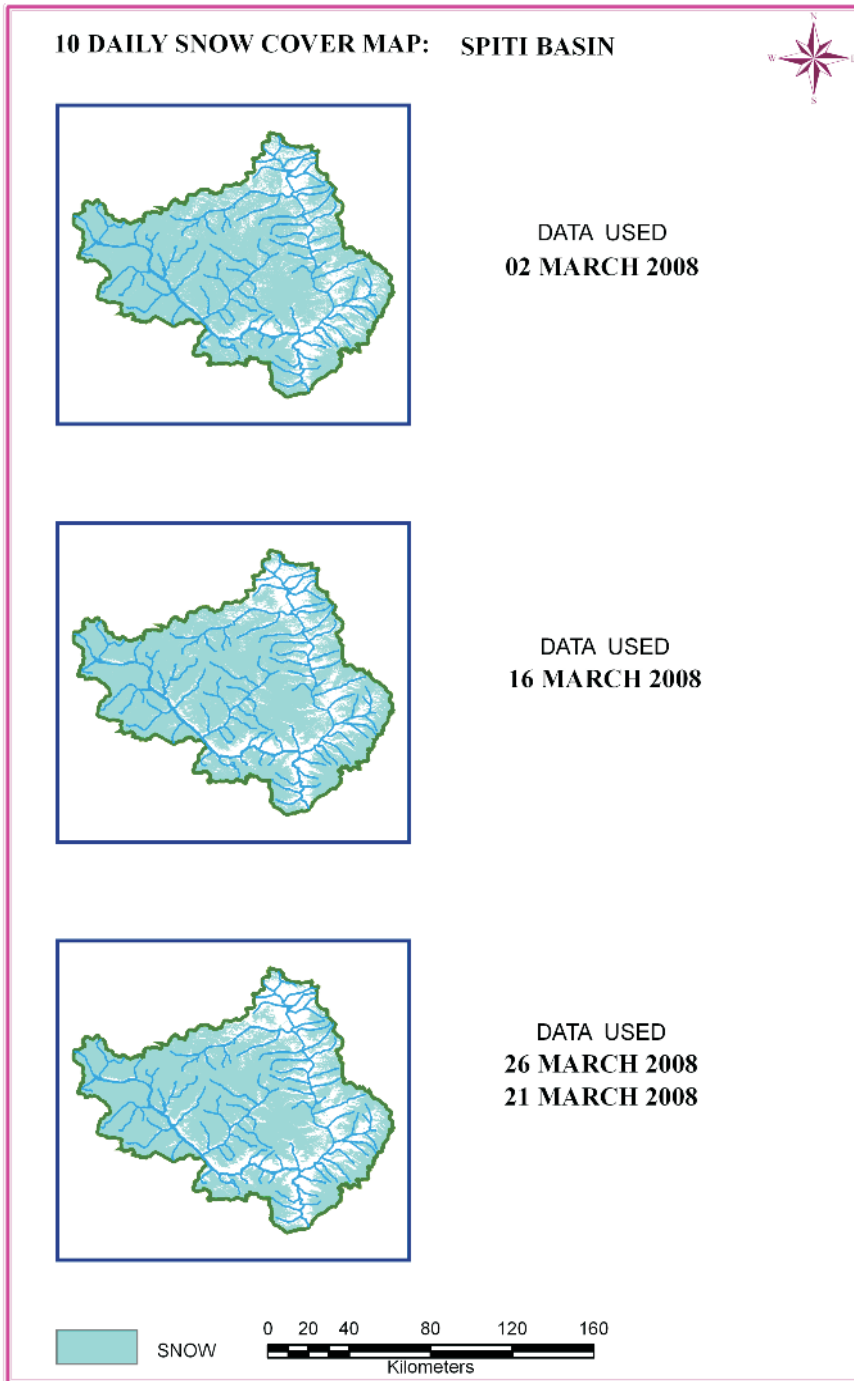 10 DAILY SNOW COVER MAP: SPITI BASIN
N
W E
S
DATA USED
02 MARCH 2008
DATA USED
16 MARCH 2008
DATA USED
26 MARCH 2008
21 MARCH 2008
SNOW
0 20 40 80 120 160
Kilometers